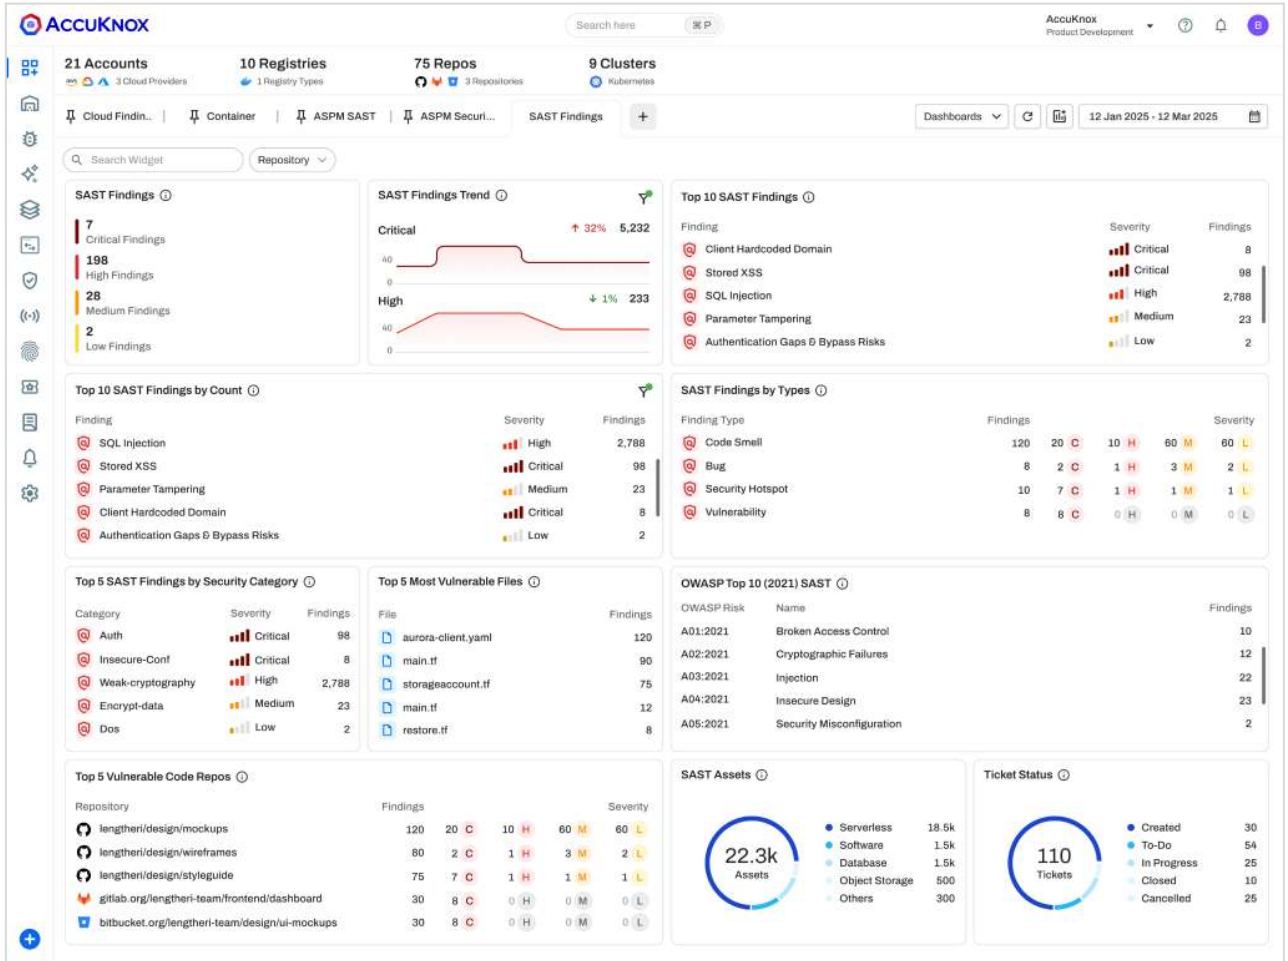 ACCUKNOX
Search here
⌘ P
AccuKnox
Product Development
?
B
21 Accounts
aws 3 Cloud Providers
10 Registries
1 Registry Types
75 Repos
3 Repositories
9 Clusters
Kubernetes
Cloud Findin..
Container
ASPM SAST
ASPM Securi...
SAST Findings
+
Dashboards
12 Jan 2025 - 12 Mar 2025
Search Widget
Repository
SAST Findings
7
Critical Findings
198
High Findings
28
Medium Findings
2
Low Findings
SAST Findings Trend
Critical ↑ 32% 5,232
40
0
High ↓ 1% 233
40
0
Top 10 SAST Findings
Finding Severity Findings
Client Hardcoded Domain Critical 8
Stored XSS Critical 98
SQL Injection High 2,788
Parameter Tampering Medium 23
Authentication Gaps & Bypass Risks Low 2
Top 10 SAST Findings by Count
Finding Severity Findings
SQL Injection High 2,788
Stored XSS Critical 98
Parameter Tampering Medium 23
Client Hardcoded Domain Critical 8
Authentication Gaps & Bypass Risks Low 2
SAST Findings by Types
Finding Type Findings Severity
Code Smell 120 20 C 10 H 60 M 60 L
Bug 8 2 C 1 H 3 M 2 L
Security Hotspot 10 7 C 1 H 1 M 1 L
Vulnerability 8 8 C 0 H 0 M 0 L
Top 5 SAST Findings by Security Category
Category Severity Findings
Auth Critical 98
Insecure-Conf Critical 8
Weak-cryptography High 2,788
Encrypt-data Medium 23
Dos Low 2
Top 5 Most Vulnerable Files
File Findings
aurora-client.yaml 120
main.tf 90
storageaccount.tf 75
main.tf 12
restore.tf 8
OWASP Top 10 (2021) SAST
OWASP Risk Name Findings
A01:2021 Broken Access Control 10
A02:2021 Cryptographic Failures 12
A03:2021 Injection 22
A04:2021 Insecure Design 23
A05:2021 Security Misconfiguration 2
Top 5 Vulnerable Code Repos
Repository Findings Severity
lengtheri/design/mockups 120 20 C 10 H 60 M 60 L
lengtheri/design/wireframes 80 2 C 1 H 3 M 2 L
lengtheri/design/styleguide 75 7 C 1 H 1 M 1 L
gitlab.org/lengtheri-team/frontend/dashboard 30 8 C 0 H 0 M 0 L
bitbucket.org/lengtheri-team/design/ui-mockups 30 8 C 0 H 0 M 0 L
SAST Assets
22.3k
Assets
Serverless 18.5k
Software 1.5k
Database 1.5k
Object Storage 500
Others 300
Ticket Status
110
Tickets
Created 30
To-Do 54
In Progress 25
Closed 10
Cancelled 25
+